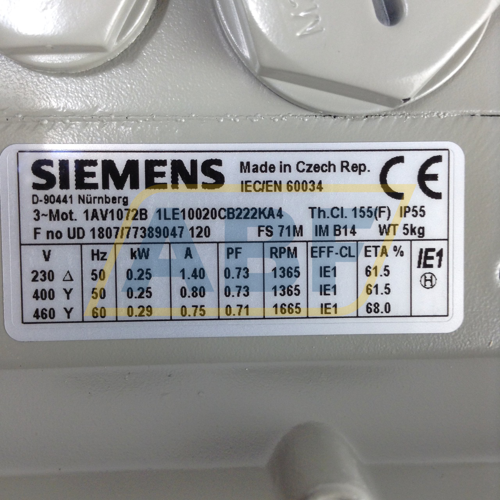 SIEMENS Made in Czech Rep. CE
D-90441 Nürnberg IEC/EN 60034
3~Mot. 1AV1072B 1LE10020CB222KA4 Th.Cl. 155(F) IP55
F no UD 1807/77389047 120 FS 71M IM B14 WT 5kg
V Hz kW A PF RPM EFF-CL ETA % IE1
230 Δ 50 0.25 1.40 0.73 1365 IE1 61.5 H
400 Y 50 0.25 0.80 0.73 1365 IE1 61.5
460 Y 60 0.29 0.75 0.71 1665 IE1 68.0
ABF